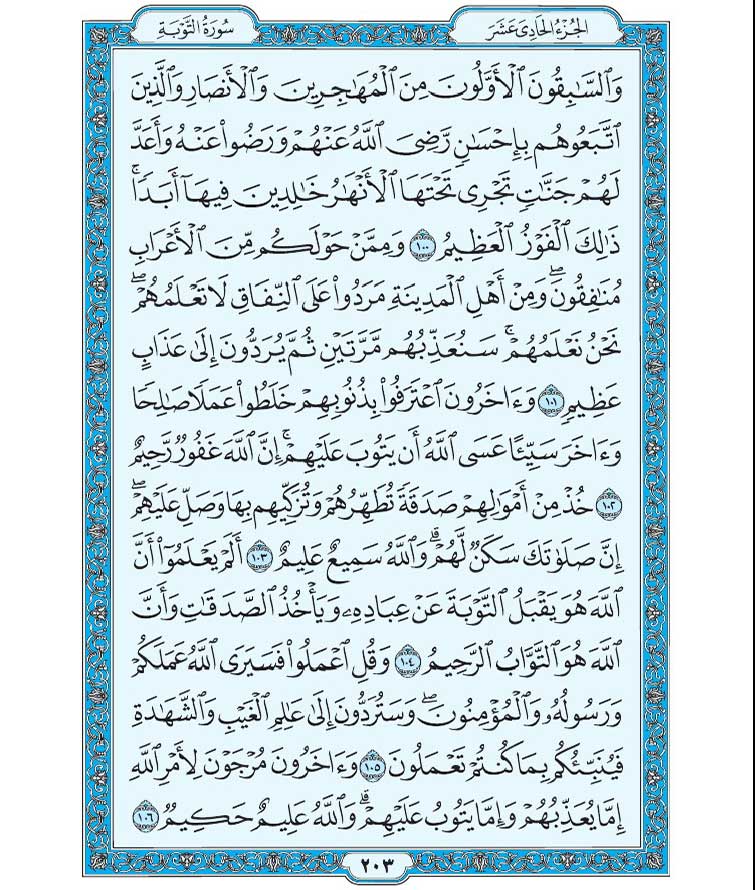 الجُزْءُ الحَادِي عَشَرَ
سُورَةُ التَّوْبَةِ
وَٱلسَّـٰبِقُونَ ٱلْأَوَّلُونَ مِنَ ٱلْمُهَـٰجِرِينَ وَٱلْأَنصَارِ وَٱلَّذِينَ
ٱتَّبَعُوهُم بِإِحْسَـٰنٍ رَّضِىَ ٱللَّهُ عَنْهُمْ وَرَضُوا۟ عَنْهُ وَأَعَدَّ
لَهُمْ جَنَّـٰتٍ تَجْرِى تَحْتَهَا ٱلْأَنْهَـٰرُ خَـٰلِدِينَ فِيهَآ أَبَدًا ۚ
ذَٰلِكَ ٱلْفَوْزُ ٱلْعَظِيمُ ١٠٠ وَمِمَّنْ حَوْلَكُم مِّنَ ٱلْأَعْرَابِ
مُنَـٰفِقُونَ ۖ وَمِنْ أَهْلِ ٱلْمَدِينَةِ مَرَدُوا۟ عَلَى ٱلنِّفَاقِ لَا تَعْلَمُهُمْ ۖ
نَحْنُ نَعْلَمُهُمْ ۚ سَنُعَذِّبُهُم مَّرَّتَيْنِ ثُمَّ يُرَدُّونَ إِلَىٰ عَذَابٍ
عَظِيمٍ ١٠١ وَءَاخَرُونَ ٱعْتَرَفُوا۟ بِذُنُوبِهِمْ خَلَطُوا۟ عَمَلًا صَـٰلِحًا
وَءَاخَرَ سَيِّئًا عَسَى ٱللَّهُ أَن يَتُوبَ عَلَيْهِمْ ۚ إِنَّ ٱللَّهَ غَفُورٌ رَّحِيمٌ
١٠٢ خُذْ مِنْ أَمْوَٰلِهِمْ صَدَقَةً تُطَهِّرُهُمْ وَتُزَكِّيهِم بِهَا وَصَلِّ عَلَيْهِمْ ۖ
إِنَّ صَلَوٰتَكَ سَكَنٌ لَّهُمْ ۗ وَٱللَّهُ سَمِيعٌ عَلِيمٌ ١٠٣ أَلَمْ يَعْلَمُوٓا۟ أَنَّ
ٱللَّهَ هُوَ يَقْبَلُ ٱلتَّوْبَةَ عَنْ عِبَادِهِۦ وَيَأْخُذُ ٱلصَّدَقَـٰتِ وَأَنَّ
ٱللَّهَ هُوَ ٱلتَّوَّابُ ٱلرَّحِيمُ ١٠٤ وَقُلِ ٱعْمَلُوا۟ فَسَيَرَى ٱللَّهُ عَمَلَكُمْ
وَرَسُولُهُۥ وَٱلْمُؤْمِنُونَ ۖ وَسَتُرَدُّونَ إِلَىٰ عَـٰلِمِ ٱلْغَيْبِ وَٱلشَّهَـٰدَةِ
فَيُنَبِّئُكُم بِمَا كُنتُمْ تَعْمَلُونَ ١٠٥ وَءَاخَرُونَ مُرْجَوْنَ لِأَمْرِ ٱللَّهِ
إِمَّا يُعَذِّبُهُمْ وَإِمَّا يَتُوبُ عَلَيْهِمْ ۗ وَٱللَّهُ عَلِيمٌ حَكِيمٌ ١٠٦
٢٠٣